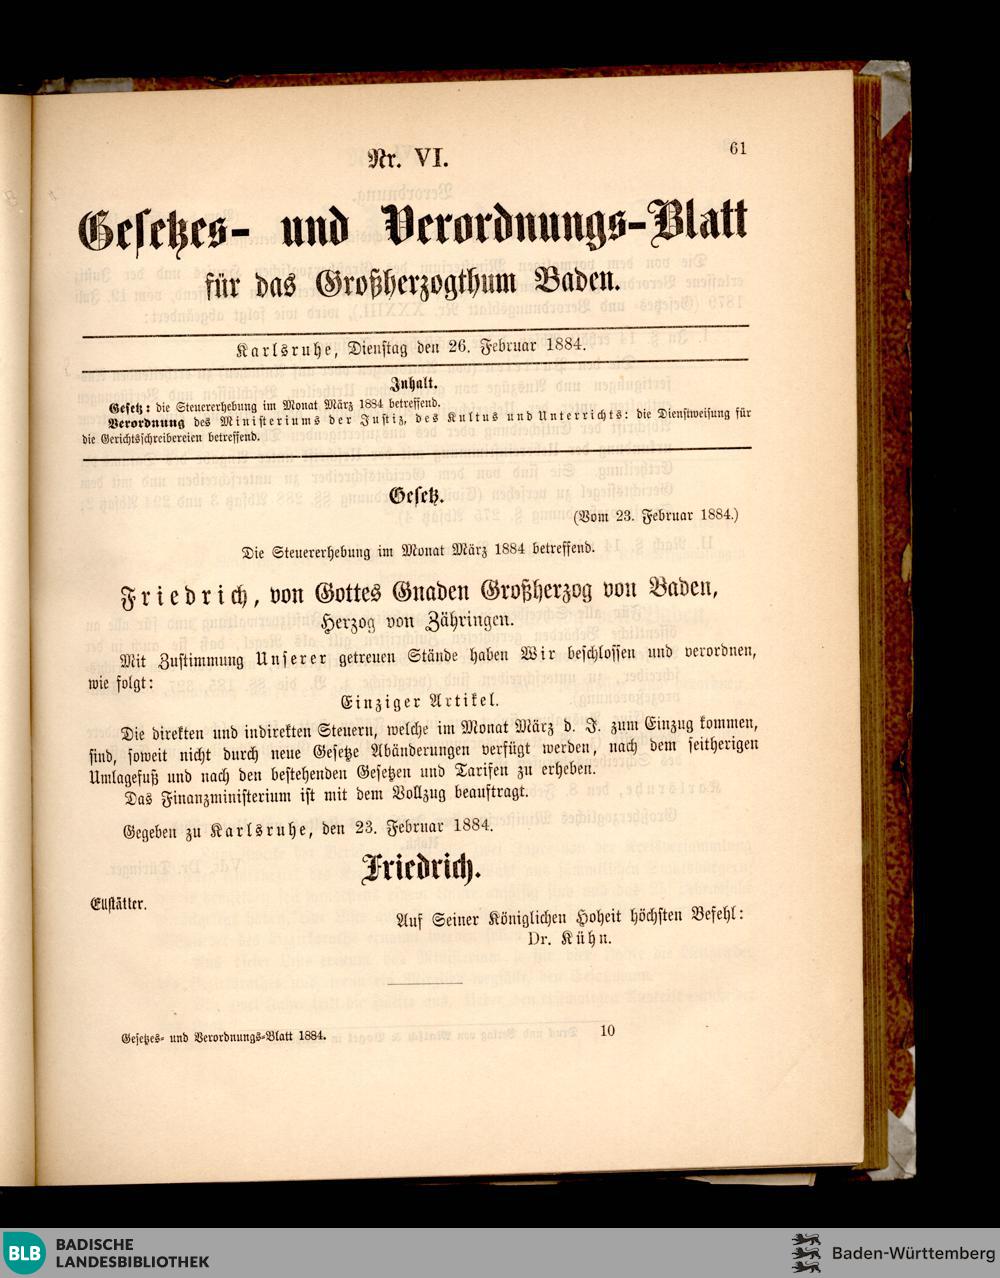 Nr. VI.
61
Gesetzes- und Verordnungs-Blatt
für das Großherzogthum Baden.
Karlsruhe, Dienstag den 26. Februar 1884.
Inhalt.
Gesetz: die Steuererhebung im Monat März 1884 betreffend.
Verordnung des Ministeriums der Justiz, des Kultus und Unterrichts: die Dienstweisung für
die Gerichtsschreibereien betreffend.
Gesetz.
(Vom 23. Februar 1884.)
Die Steuererhebung im Monat März 1884 betreffend.
Friedrich, von Gottes Gnaden Großherzog von Baden,
Herzog von Zähringen.
Mit Zustimmung Unserer getreuen Stände haben Wir beschlossen und verordnen,
wie folgt:
Einziger Artikel.
Die direkten und indirekten Steuern, welche im Monat März d. J. zum Einzug kommen,
sind, soweit nicht durch neue Gesetze Abänderungen verfügt werden, nach dem seitherigen
Umlagefuß und nach den bestehenden Gesetzen und Tarifen zu erheben.
Das Finanzministerium ist mit dem Vollzug beauftragt.
Gegeben zu Karlsruhe, den 23. Februar 1884.
Friedrich.
Ellstätter.
Auf Seiner Königlichen Hoheit höchsten Befehl:
Dr. Kühn.
Gesetzes- und Verordnungs-Blatt 1884.
10
BLB
BADISCHE
LANDESBIBLIOTHEK
Baden-Württemberg